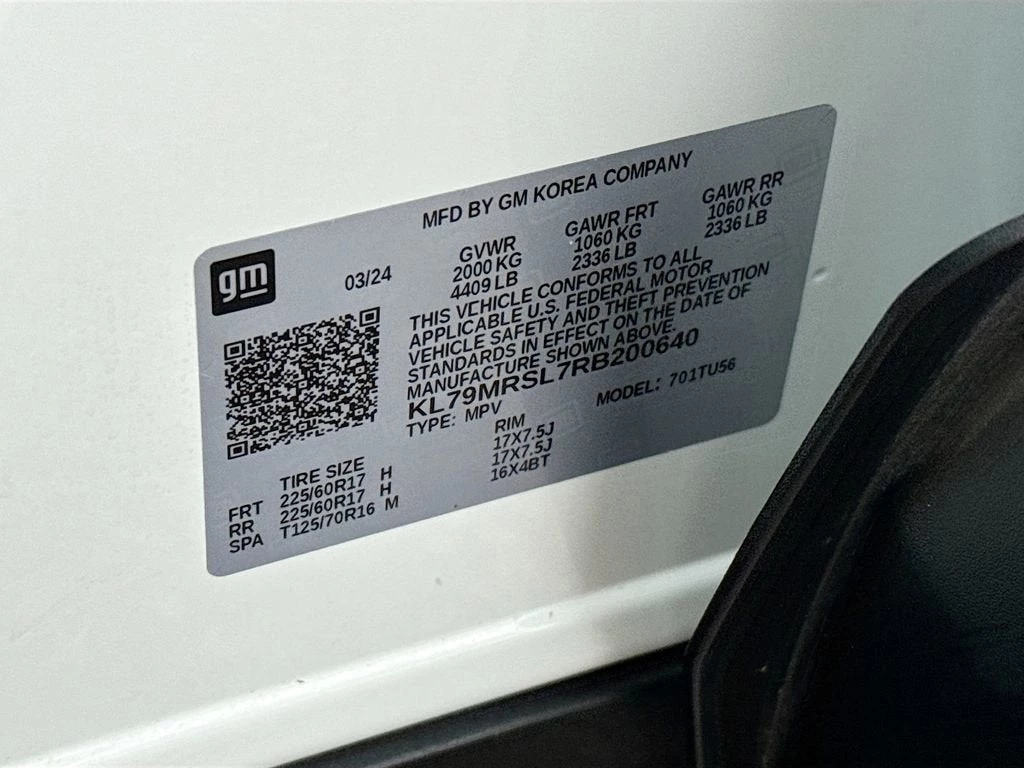 MFD BY GM KOREA COMPANY
gm
03/24
GVWR GAWR FRT GAWR RR
2000 KG 1060 KG 1060 KG
4409 LB 2336 LB 2336 LB
THIS VEHICLE CONFORMS TO ALL
APPLICABLE U.S. FEDERAL MOTOR
VEHICLE SAFETY AND THEFT PREVENTION
STANDARDS IN EFFECT ON THE DATE OF
MANUFACTURE SHOWN ABOVE.
KL79MRSL7RB200640
TYPE: MPV MODEL: 701TU56
TIRE SIZE RIM
FRT 225/60R17 H 17X7.5J
RR 225/60R17 H 17X7.5J
SPA T125/70R16 M 16X4BT